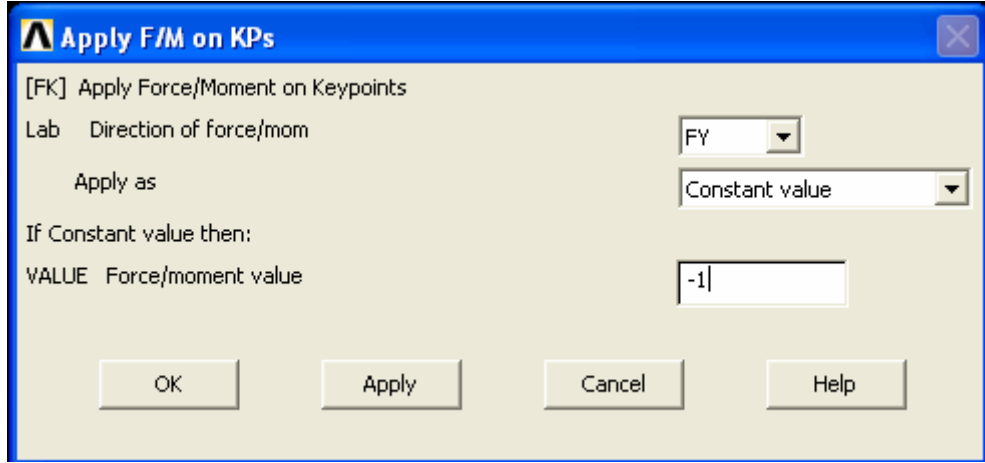 Apply F/M on KPs
[FK] Apply Force/Moment on Keypoints
Lab Direction of force/mom FY
Apply as Constant value
If Constant value then:
VALUE Force/moment value -1
OK Apply Cancel Help